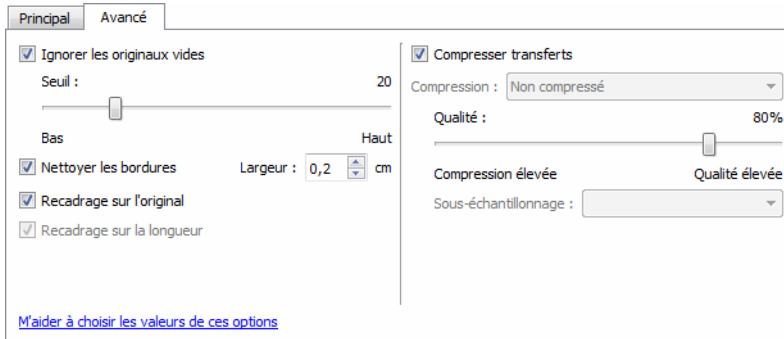 Principal Avancé
Ignorer les originaux vides
Seuil : 20
Bas Haut
Nettoyer les bordures Largeur : 0,2 cm
Recadrage sur l'original
Recadrage sur la longueur
M'aider à choisir les valeurs de ces options
Compresser transferts
Compression : Non compressé
Qualité : 80%
Compression élevée Qualité élevée
Sous-échantillonnage :